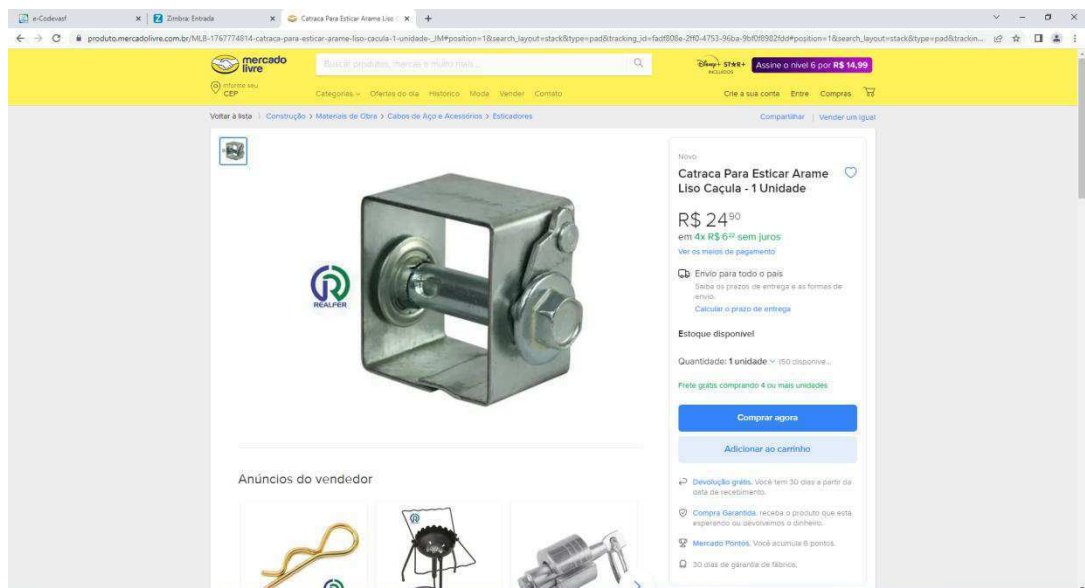 e-Codevasf
Zimbra: Entrada
Catraca Para Esticar Arame Liso C
produto.mercadolivre.com.br/MLB-1767774814-catraca-para-esticar-arame-liso-cacula-1-unidade-_JM#position=1&search_layout=stack&type=pad&tracking_id=fadf808e-2ff0-4753-96ba-9bf0f8982fdd#position=1&search_layout=stack&type=pad&trackin...
mercado
livre
Buscar produtos, marcas e muito mais...
Disney+ STAR+
INCLUÍDOS
Assine o nível 6 por R$ 14,99
Informe seu
CEP
Categorias Ofertas do dia Histórico Moda Vender Contato
Crie a sua conta Entre Compras
Voltar à lista Construção > Materiais de Obra > Cabos de Aço e Acessórios > Esticadores
Compartilhar Vender um igual
Novo
Catraca Para Esticar Arame
Liso Caçula - 1 Unidade
R$ 24 90
em 4x R$ 6 22 sem juros
Ver os meios de pagamento
Envio para todo o país
Saiba os prazos de entrega e as formas de
envio.
Calcular o prazo de entrega
Estoque disponível
Quantidade: 1 unidade (50 disponíve...
Frete grátis comprando 4 ou mais unidades
Comprar agora
Adicionar ao carrinho
Devolução grátis. Você tem 30 dias a partir da
data de recebimento.
Compra Garantida, receba o produto que está
esperando ou devolvemos o dinheiro.
Mercado Pontos. Você acumula 6 pontos.
30 dias de garantia de fábrica.
REALFER
Anúncios do vendedor